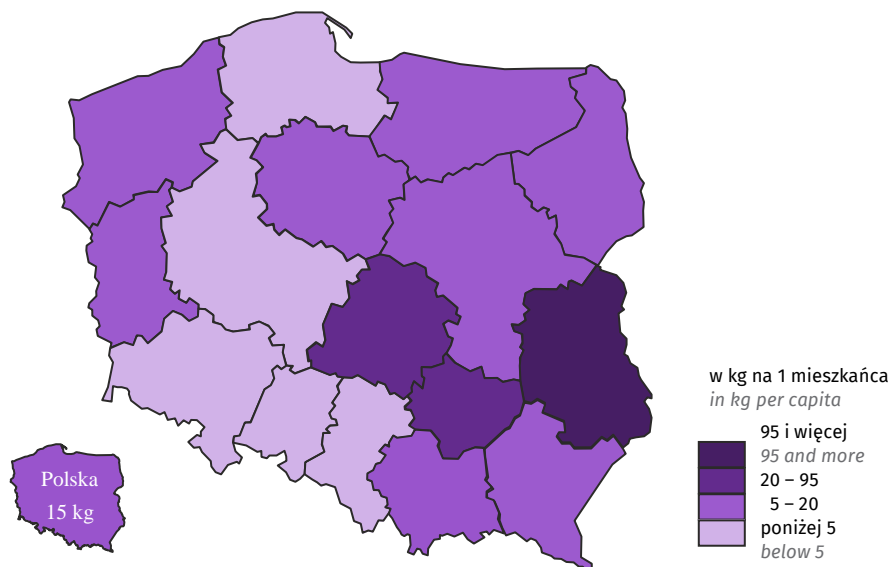 w kg na 1 mieszkańca
in kg per capita
95 i więcej
95 and more
20 – 95
5 – 20
poniżej 5
below 5
Polska
15 kg